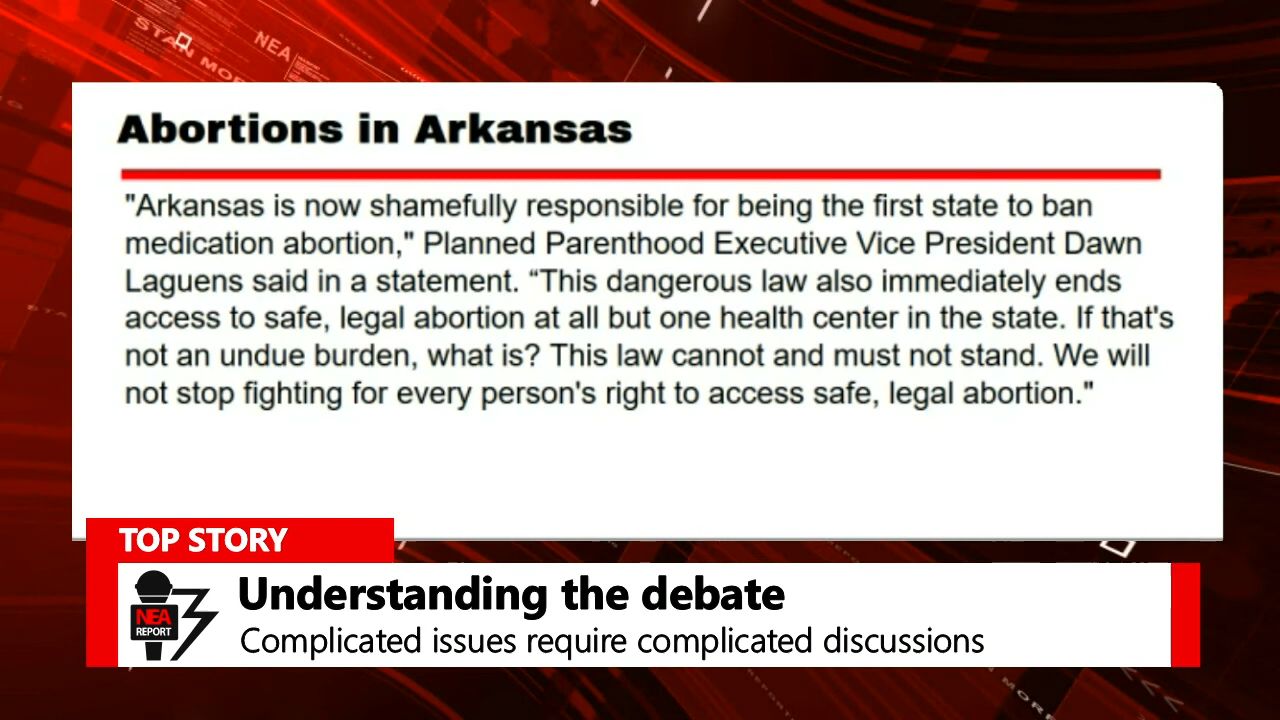 STAN MOR
NEA
Abortions in Arkansas
"Arkansas is now shamefully responsible for being the first state to ban
medication abortion," Planned Parenthood Executive Vice President Dawn
Laguens said in a statement. “This dangerous law also immediately ends
access to safe, legal abortion at all but one health center in the state. If that's
not an undue burden, what is? This law cannot and must not stand. We will
not stop fighting for every person's right to access safe, legal abortion."
TOP STORY
NEA
REPORT
Understanding the debate
Complicated issues require complicated discussions